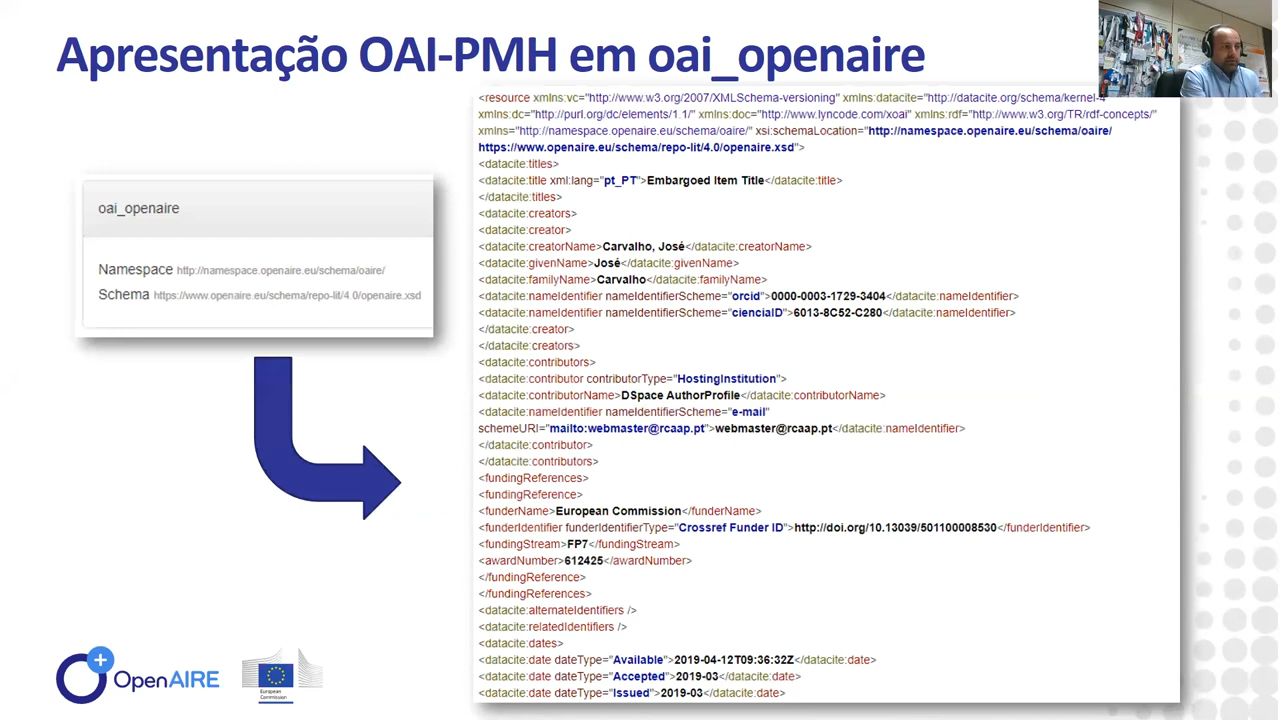 Apresentação OAI-PMH em oai_openaire
oai_openaire
Namespace http://namespace.openaire.eu/schema/oaire/
Schema https://www.openaire.eu/schema/repo-lit/4.0/openaire.xsd
<resource xmlns:vc="http://www.w3.org/2007/XMLSchema-versioning" xmlns:datacite="http://datacite.org/schema/kernel-4"
xmlns:dc="http://purl.org/dc/elements/1.1/" xmlns:doc="http://www.lyncode.com/xoai" xmlns:rdf="http://www.w3.org/TR/rdf-concepts/"
xmlns="http://namespace.openaire.eu/schema/oaire/" xsi:schemaLocation="http://namespace.openaire.eu/schema/oaire/
https://www.openaire.eu/schema/repo-lit/4.0/openaire.xsd">
<datacite:titles>
<datacite:title xml:lang="pt_PT">Embargoed Item Title</datacite:title>
</datacite:titles>
<datacite:creators>
<datacite:creator>
<datacite:creatorName>Carvalho, José</datacite:creatorName>
<datacite:givenName>José</datacite:givenName>
<datacite:familyName>Carvalho</datacite:familyName>
<datacite:nameIdentifier nameIdentifierScheme="orcid">0000-0003-1729-3404</datacite:nameIdentifier>
<datacite:nameIdentifier nameIdentifierScheme="cienciaID">6013-8C52-C280</datacite:nameIdentifier>
</datacite:creator>
</datacite:creators>
<datacite:contributors>
<datacite:contributor contributorType="HostingInstitution">
<datacite:contributorName>DSpace AuthorProfile</datacite:contributorName>
<datacite:nameIdentifier nameIdentifierScheme="e-mail"
schemeURI="mailto:webmaster@rcaap.pt">webmaster@rcaap.pt</datacite:nameIdentifier>
</datacite:contributor>
</datacite:contributors>
<fundingReferences>
<fundingReference>
<funderName>European Commission</funderName>
<funderIdentifier funderIdentifierType="Crossref Funder ID">http://doi.org/10.13039/501100008530</funderIdentifier>
<fundingStream>FP7</fundingStream>
<awardNumber>612425</awardNumber>
</fundingReference>
</fundingReferences>
<datacite:alternateIdentifiers />
<datacite:relatedIdentifiers />
<datacite:dates>
<datacite:date dateType="Available">2019-04-12T09:36:32Z</datacite:date>
<datacite:date dateType="Accepted">2019-03</datacite:date>
<datacite:date dateType="Issued">2019-03</datacite:date>
OpenAIRE
European
Commission